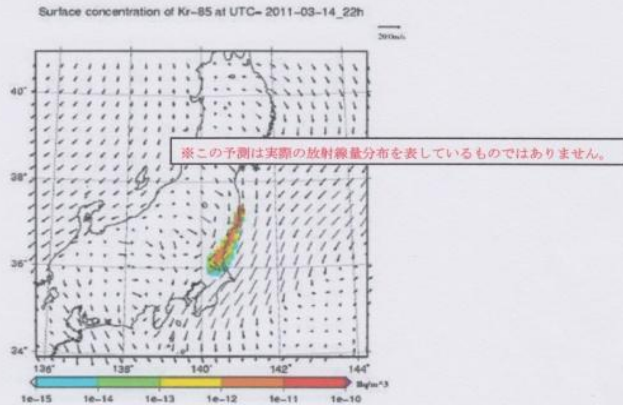 Surface concentration of Kr-85 at UTC= 2011-03-14_22h
20.0m/s
40°
※この予測は実際の放射線量分布を表しているものではありません。
38°
36°
34°
136° 138° 140° 142° 144°
Bq/m^3
1e-15 1e-14 1e-13 1e-12 1e-11 1e-10